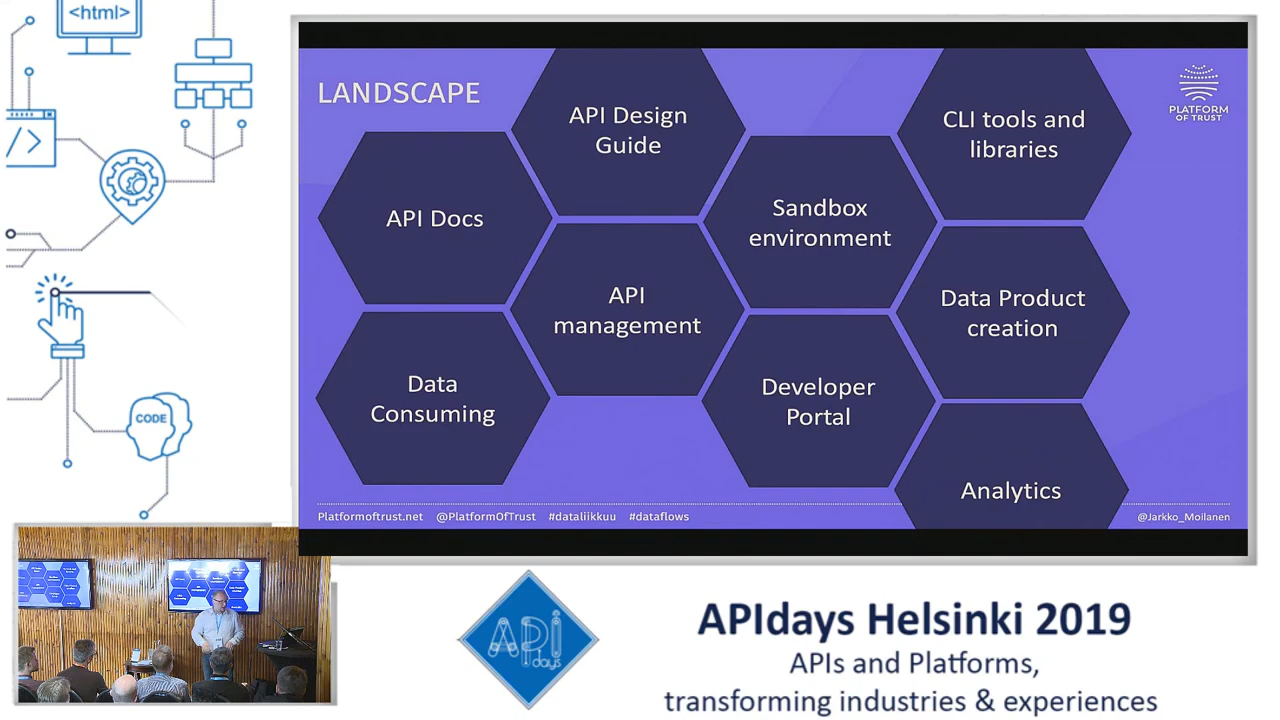 <html>
</>
CODE
LANDSCAPE
API Design
Guide
CLI tools and
libraries
PLATFORM
OF TRUST
API Docs
Sandbox
environment
API
management
Data Product
creation
Data
Consuming
Developer
Portal
Analytics
Platformoftrust.net @PlatformOfTrust #dataliikkuu #dataflows
@Jarkko_Moilanen
API
days
APIdays Helsinki 2019
APIs and Platforms,
transforming industries & experiences